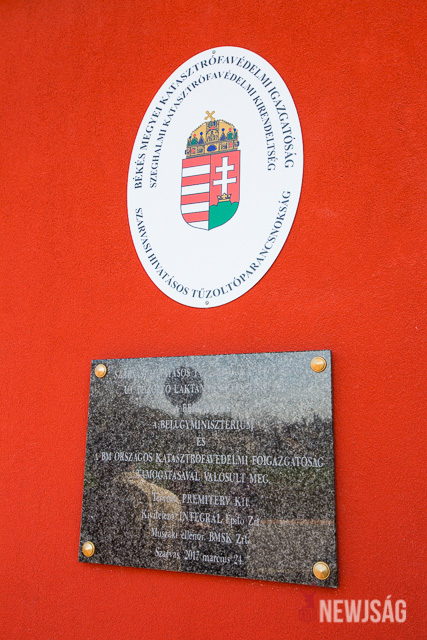 BÉKÉS MEGYEI KATASZTRÓFAVÉDELMI IGAZGATÓSÁG
SZEGHALMI KATASZTRÓFAVÉDELMI KIRENDELTSÉG
SZARVASI HIVATÁSOS TŰZOLTÓPARANCSNOKSÁG
A BELÜGYMINISZTÉRIUM
ÉS
A BM ORSZÁGOS KATASZTRÓFAVÉDELMI FŐIGAZGATÓSÁG
TÁMOGATÁSÁVAL VALÓSULT MEG.
PREMITERV Kft.
Kivitelező: INTEGRÁL Építő Zrt.
Műszaki ellenőr: BMSK Zrt.
Szarvas, 2017 március 24.
NEWJSÁG